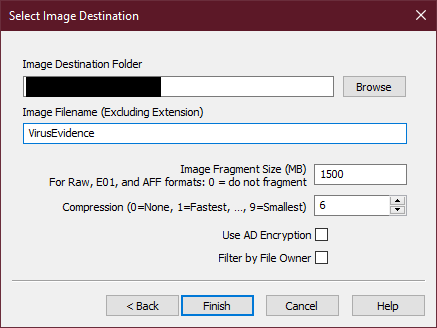 Select Image Destination
Image Destination Folder
Browse
Image Filename (Excluding Extension)
VirusEvidence
Image Fragment Size (MB) 1500
For Raw, E01, and AFF formats: 0 = do not fragment
Compression (0=None, 1=Fastest, ..., 9=Smallest) 6
Use AD Encryption
Filter by File Owner
< Back Finish Cancel Help